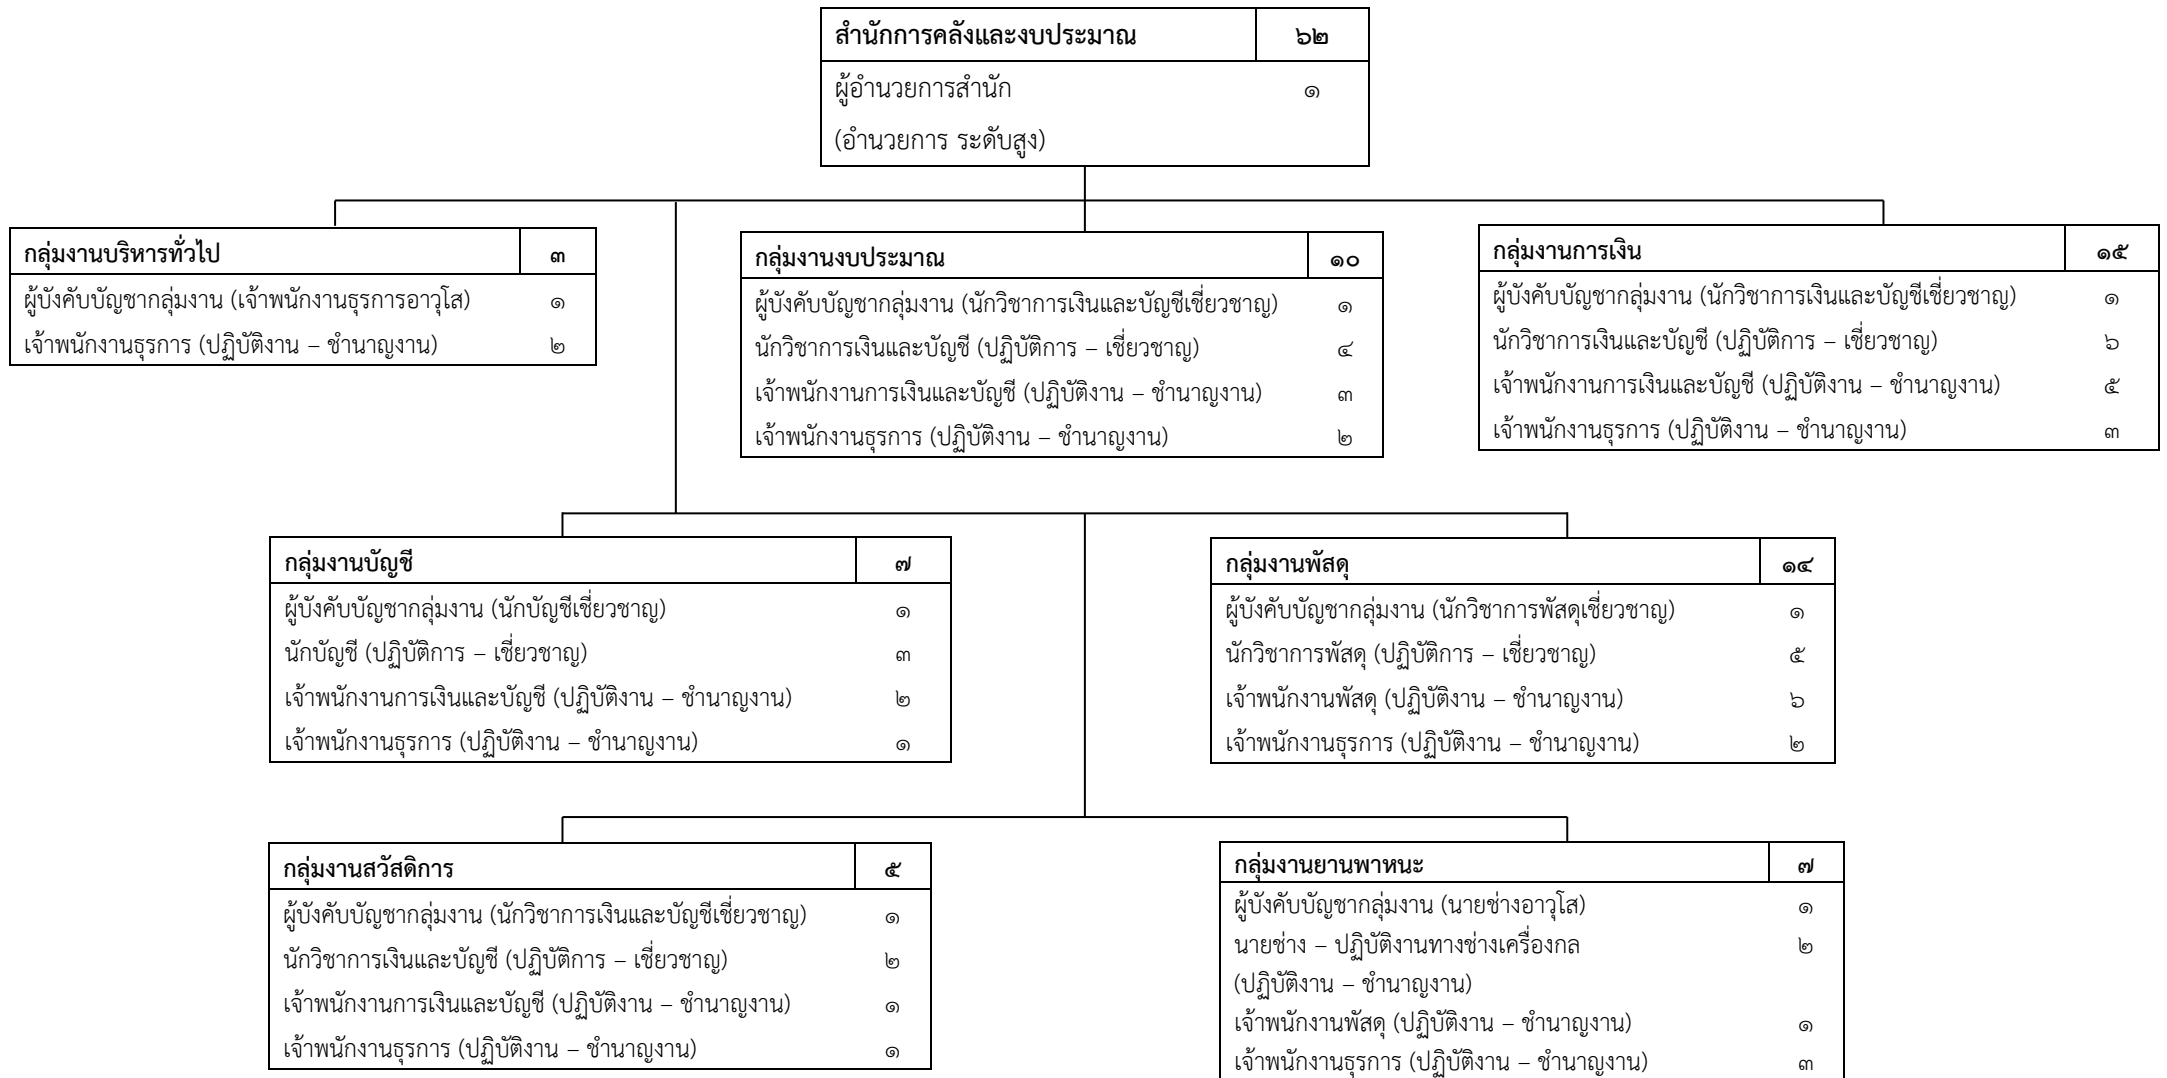 สำนักการคลังและงบประมาณ ๖๒
ผู้อำนวยการสำนัก ๑
(อำนวยการ ระดับสูง)
กลุ่มงานบริหารทั่วไป ๓
ผู้บังคับบัญชากลุ่มงาน (เจ้าพนักงานธุรการอาวุโส) ๑
เจ้าพนักงานธุรการ (ปฏิบัติงาน – ชำนาญงาน) ๒
กลุ่มงานงบประมาณ ๑๐
ผู้บังคับบัญชากลุ่มงาน (นักวิชาการเงินและบัญชีเชี่ยวชาญ) ๑
นักวิชาการเงินและบัญชี (ปฏิบัติการ – เชี่ยวชาญ) ๔
เจ้าพนักงานการเงินและบัญชี (ปฏิบัติงาน – ชำนาญงาน) ๓
เจ้าพนักงานธุรการ (ปฏิบัติงาน – ชำนาญงาน) ๒
กลุ่มงานการเงิน ๑๕
ผู้บังคับบัญชากลุ่มงาน (นักวิชาการเงินและบัญชีเชี่ยวชาญ) ๑
นักวิชาการเงินและบัญชี (ปฏิบัติการ – เชี่ยวชาญ) ๖
เจ้าพนักงานการเงินและบัญชี (ปฏิบัติงาน – ชำนาญงาน) ๕
เจ้าพนักงานธุรการ (ปฏิบัติงาน – ชำนาญงาน) ๓
กลุ่มงานบัญชี ๗
ผู้บังคับบัญชากลุ่มงาน (นักบัญชีเชี่ยวชาญ) ๑
นักบัญชี (ปฏิบัติการ – เชี่ยวชาญ) ๓
เจ้าพนักงานการเงินและบัญชี (ปฏิบัติงาน – ชำนาญงาน) ๒
เจ้าพนักงานธุรการ (ปฏิบัติงาน – ชำนาญงาน) ๑
กลุ่มงานพัสดุ ๑๔
ผู้บังคับบัญชากลุ่มงาน (นักวิชาการพัสดุเชี่ยวชาญ) ๑
นักวิชาการพัสดุ (ปฏิบัติการ – เชี่ยวชาญ) ๕
เจ้าพนักงานพัสดุ (ปฏิบัติงาน – ชำนาญงาน) ๖
เจ้าพนักงานธุรการ (ปฏิบัติงาน – ชำนาญงาน) ๒
กลุ่มงานสวัสดิการ ๕
ผู้บังคับบัญชากลุ่มงาน (นักวิชาการเงินและบัญชีเชี่ยวชาญ) ๑
นักวิชาการเงินและบัญชี (ปฏิบัติการ – เชี่ยวชาญ) ๒
เจ้าพนักงานการเงินและบัญชี (ปฏิบัติงาน – ชำนาญงาน) ๑
เจ้าพนักงานธุรการ (ปฏิบัติงาน – ชำนาญงาน) ๑
กลุ่มงานยานพาหนะ ๗
ผู้บังคับบัญชากลุ่มงาน (นายช่างอาวุโส) ๑
นายช่าง – ปฏิบัติงานทางช่างเครื่องกล ๒
(ปฏิบัติงาน – ชำนาญงาน)
เจ้าพนักงานพัสดุ (ปฏิบัติงาน – ชำนาญงาน) ๑
เจ้าพนักงานธุรการ (ปฏิบัติงาน – ชำนาญงาน) ๓